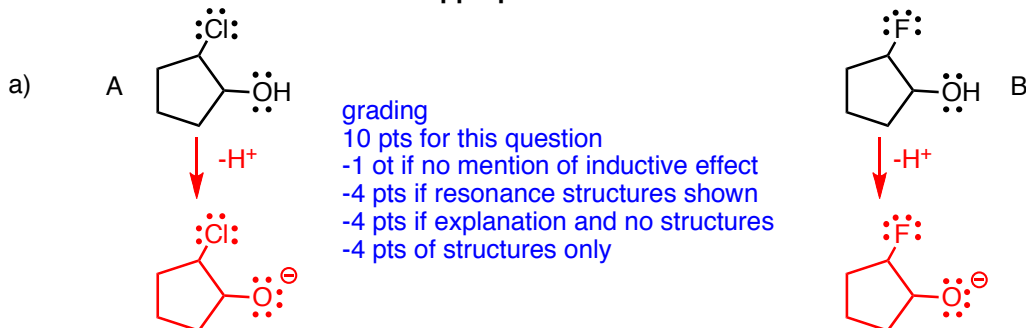 :Cl:
:F:
a)
A
OH
OH
B
grading
10 pts for this question
-H⁺
-1 ot if no mention of inductive effect
-H⁺
-4 pts if resonance structures shown
-4 pts if explanation and no structures
-4 pts of structures only
:Cl:
:F:
O:⊖
O:⊖